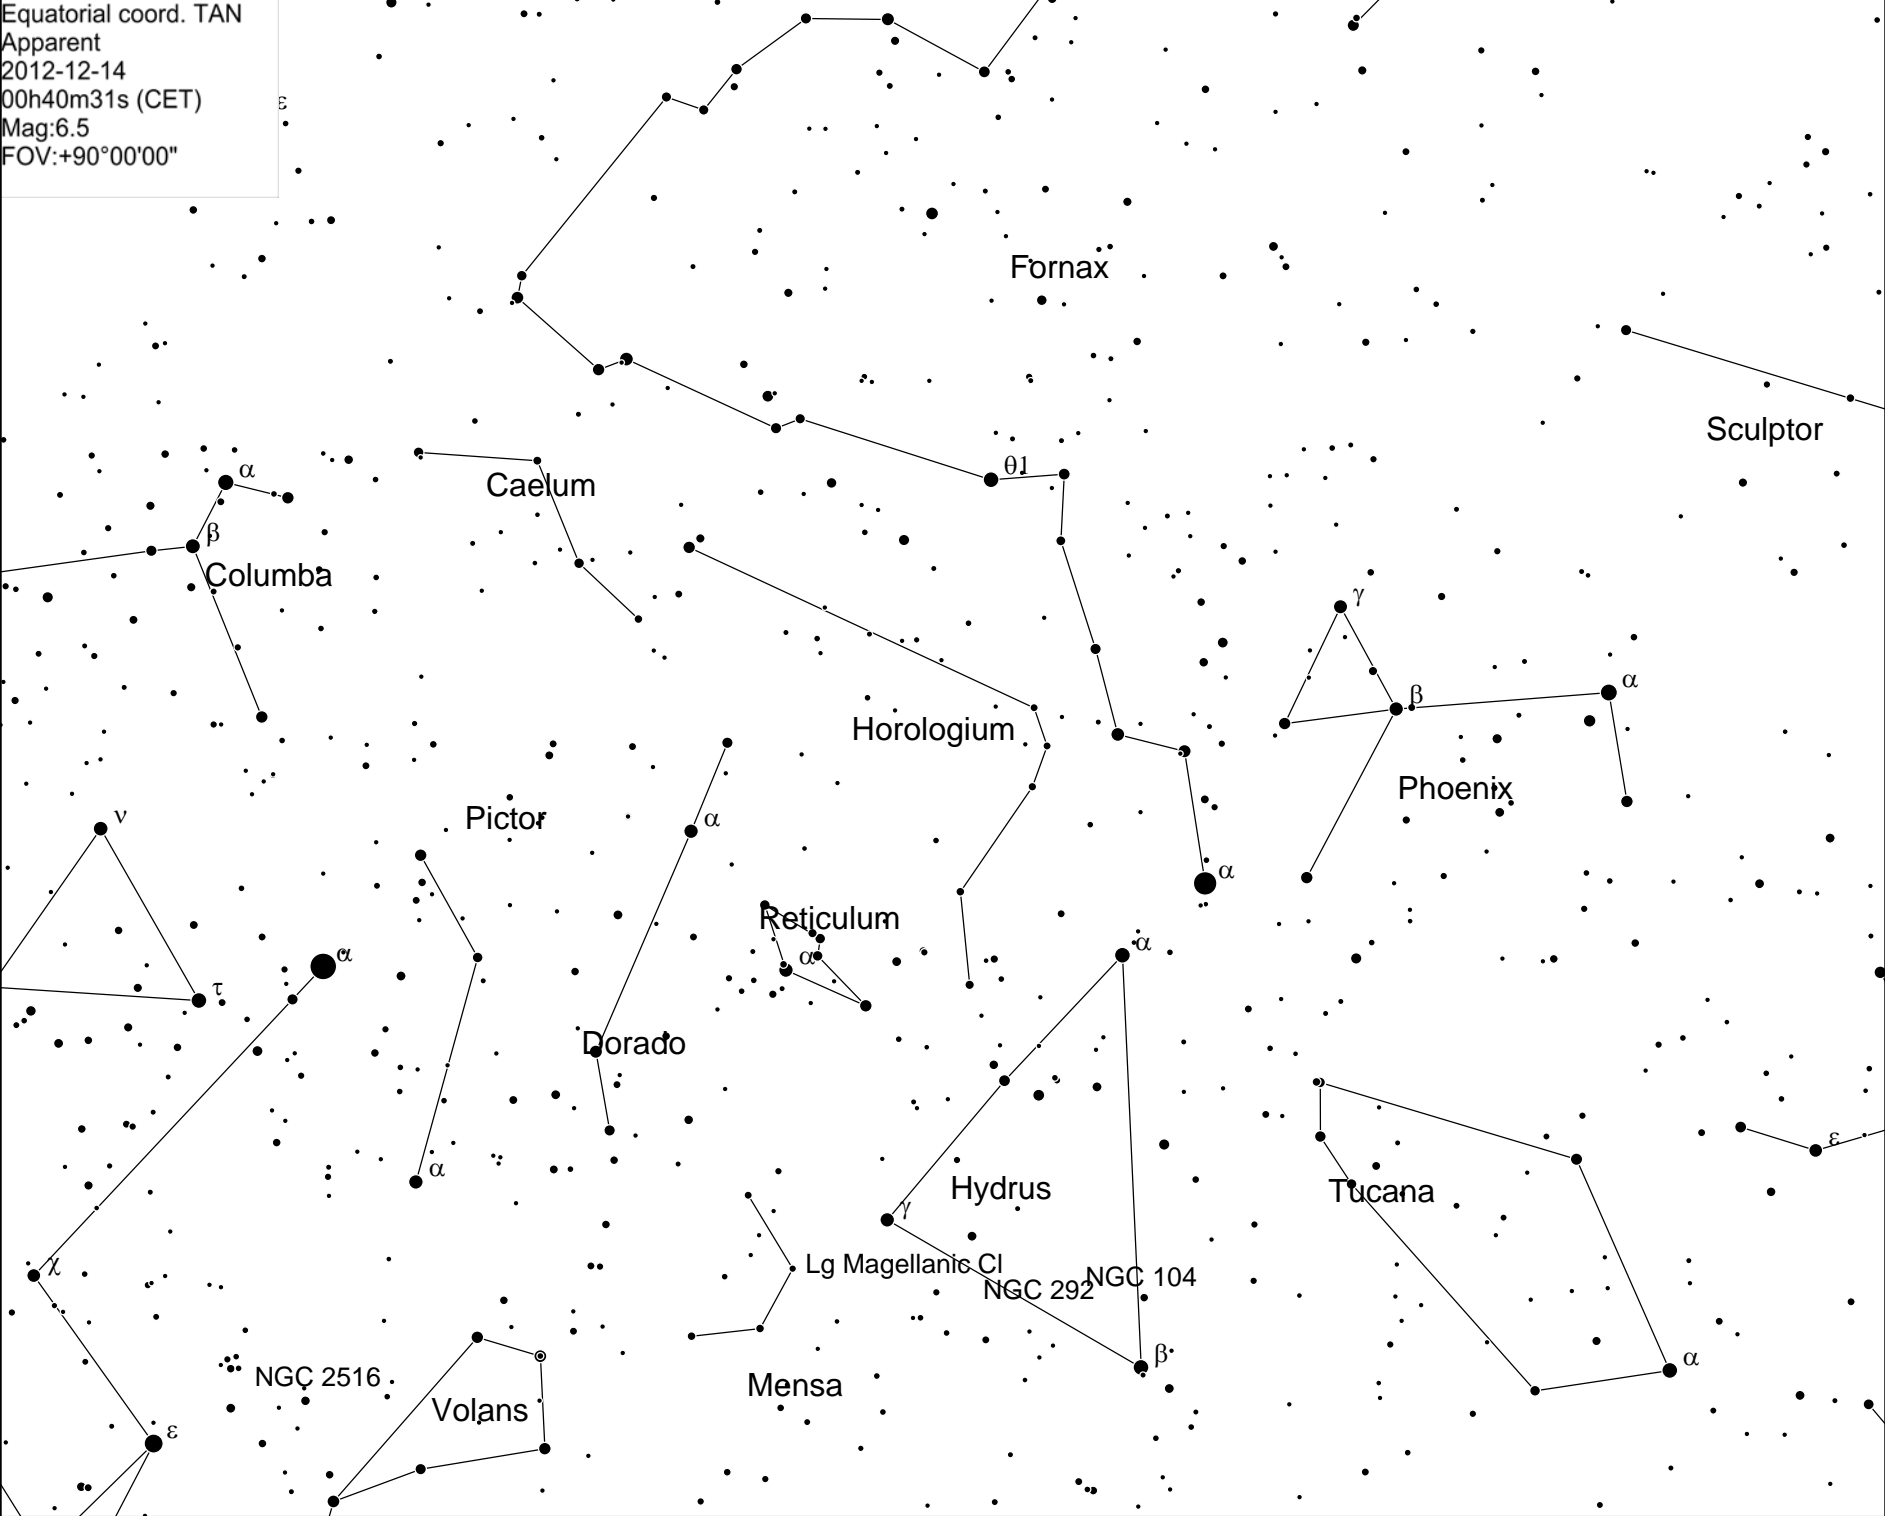 Equatorial coord. TAN
Apparent
2012-12-14
00h40m31s (CET)
ε
Mag:6.5
FOV:+90°00'00"
Fornax
Sculptor
θ1
α
Caelum
β
Columba
γ
α
β
Horologium
Phoenix
ν
Pictor
α
α
Reticulum
α
α
α
τ
Dorado
ε
α
Hydrus
Tucana
γ
χ
Lg Magellanic Cl
NGC 104
NGC 292
β
α
NGC 2516
Mensa
Volans
ε